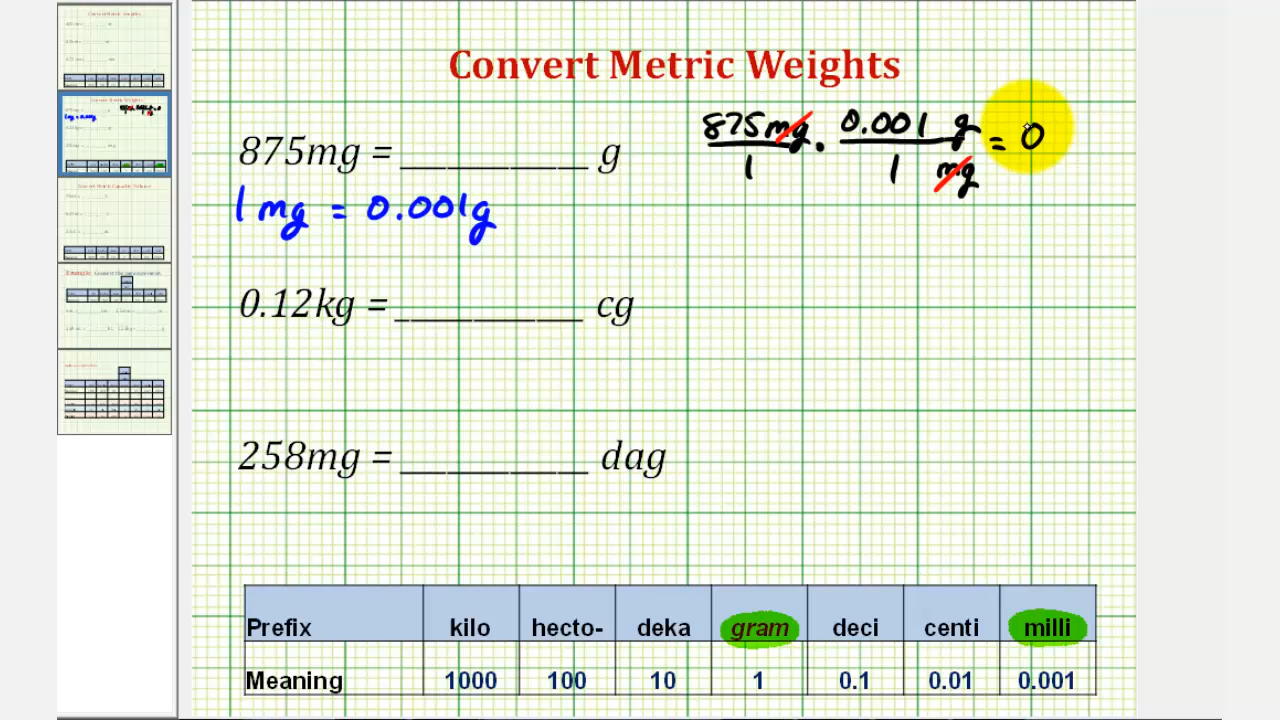 Convert Metric Weights
875mg = __________ g
875mg/1 · 0.001 g/1 mg = 0
1 mg = 0.001g
0.12kg = __________ cg
258mg = __________ dag
Prefix kilo hecto- deka gram deci centi milli
Meaning 1000 100 10 1 0.1 0.01 0.001